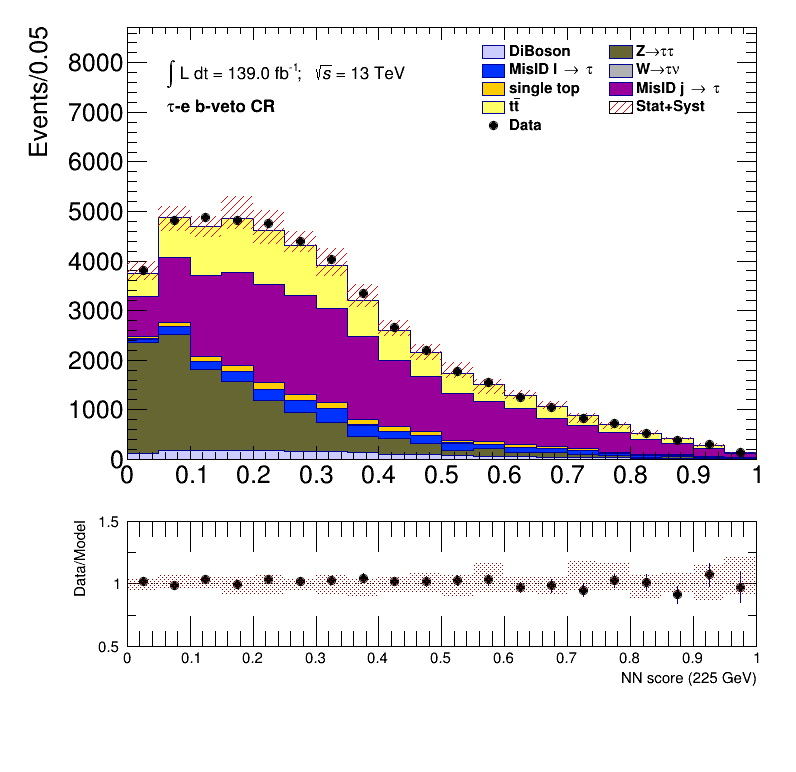 Events/0.05
8000
7000
6000
5000
4000
3000
2000
1000
0
∫ L dt = 139.0 fb⁻¹; √s = 13 TeV
τ-e b-veto CR
DiBoson
MisID l → τ
single top
tt̄
Data
Z→ττ
W→τν
MisID j → τ
Stat+Syst
0 0.1 0.2 0.3 0.4 0.5 0.6 0.7 0.8 0.9 1
Data/Model
1.5
1
0.5
0 0.1 0.2 0.3 0.4 0.5 0.6 0.7 0.8 0.9 1
NN score (225 GeV)